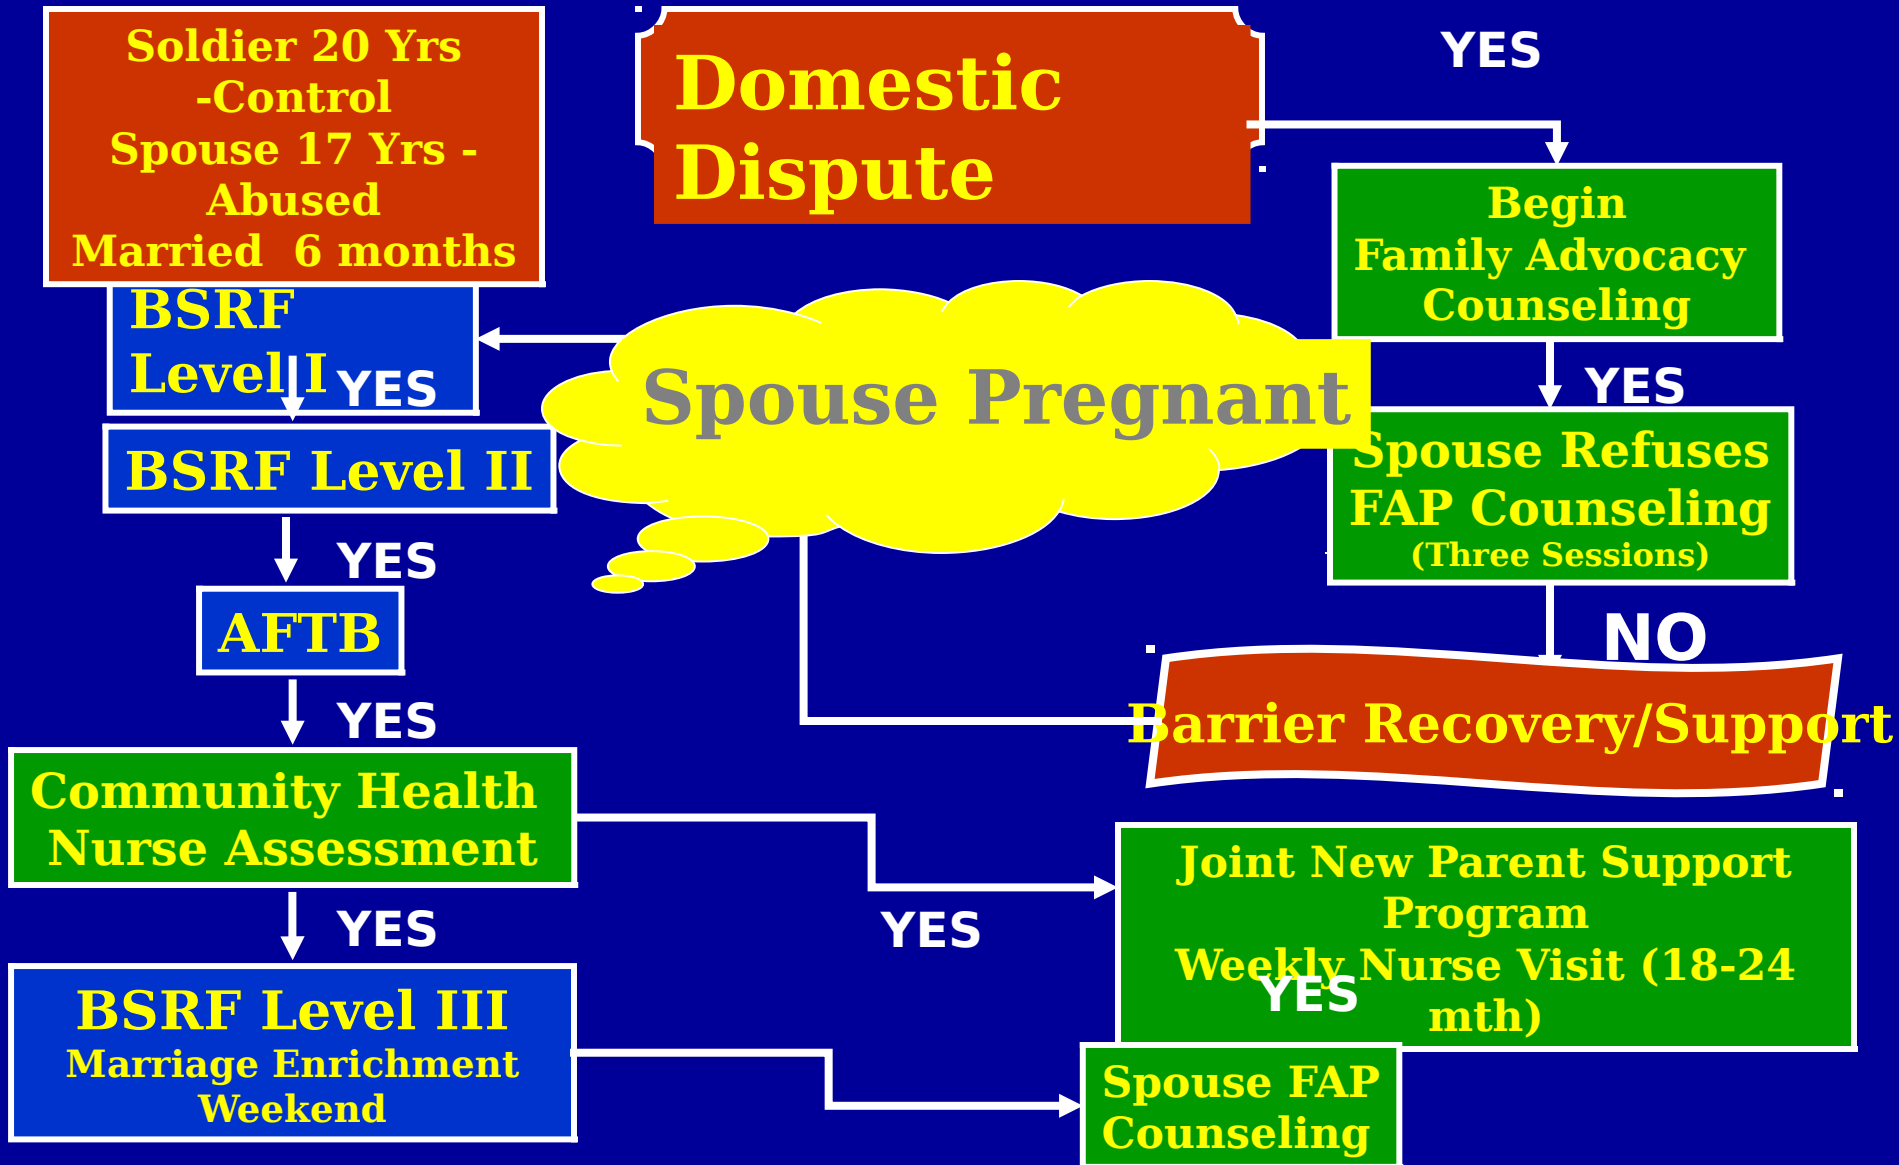 Soldier 20 Yrs
-Control
Spouse 17 Yrs -
Abused
Married  6 months
Domestic
Dispute
YES
Begin
Family Advocacy
Counseling
BSRF
Level I
YES
Spouse Pregnant
YES
Spouse Refuses
FAP Counseling
(Three Sessions)
BSRF Level II
YES
AFTB
NO
Barrier Recovery/Support
YES
Community Health
Nurse Assessment
YES
Joint New Parent Support
Program
Weekly Nurse Visit (18-24
mth)
YES
YES
BSRF Level III
Marriage Enrichment
Weekend
Spouse FAP
Counseling